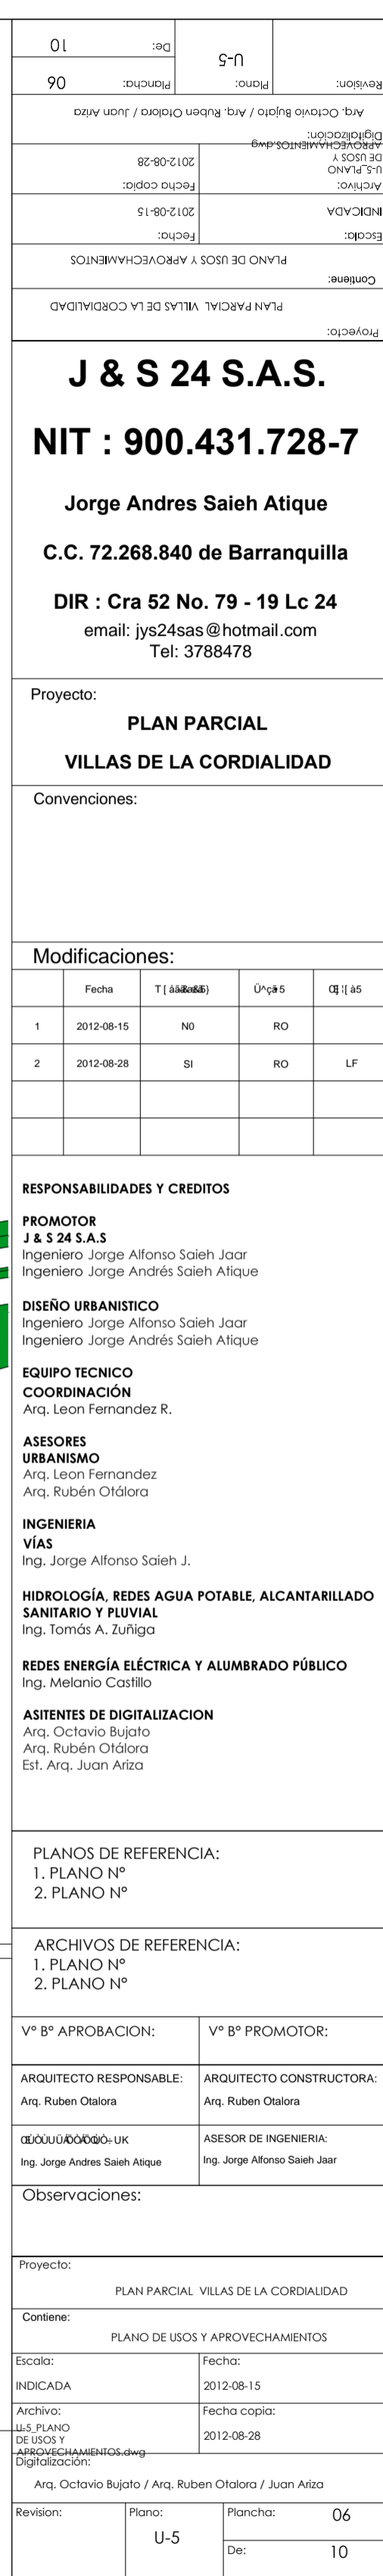 Proyecto:
PLAN PARCIAL VILLAS DE LA CORDIALIDAD
Contiene:
PLANO DE USOS Y APROVECHAMIENTOS
Escala:
Fecha:
INDICADA
2012-08-15
Archivo:
Fecha copia:
U-5_PLANO
DE USOS Y
2012-08-28
APROVECHAMIENTOS.dwg
Digitalización:
Arq. Octavio Bujato / Arq. Ruben Otalora / Juan Ariza
Revision:
Plano:
Plancha:
06
U-5
De:
10
J & S 24 S.A.S.
NIT : 900.431.728-7
Jorge Andres Saieh Atique
C.C. 72.268.840 de Barranquilla
DIR : Cra 52 No. 79 - 19 Lc 24
email: jys24sas@hotmail.com
Tel: 3788478
Proyecto:
PLAN PARCIAL
VILLAS DE LA CORDIALIDAD
Convenciones:
Modificaciones:
Fecha
1 2012-08-15 N0 RO
2 2012-08-28 SI RO LF
RESPONSABILIDADES Y CREDITOS
PROMOTOR
J & S 24 S.A.S
Ingeniero Jorge Alfonso Saieh Jaar
Ingeniero Jorge Andrés Saieh Atique
DISEÑO URBANISTICO
Ingeniero Jorge Alfonso Saieh Jaar
Ingeniero Jorge Andrés Saieh Atique
EQUIPO TECNICO
COORDINACIÓN
Arq. Leon Fernandez R.
ASESORES
URBANISMO
Arq. Leon Fernandez
Arq. Rubén Otálora
INGENIERIA
VÍAS
Ing. Jorge Alfonso Saieh J.
HIDROLOGÍA, REDES AGUA POTABLE, ALCANTARILLADO
SANITARIO Y PLUVIAL
Ing. Tomás A. Zuñiga
REDES ENERGÍA ELÉCTRICA Y ALUMBRADO PÚBLICO
Ing. Melanio Castillo
ASITENTES DE DIGITALIZACION
Arq. Octavio Bujato
Arq. Rubén Otálora
Est. Arq. Juan Ariza
PLANOS DE REFERENCIA:
1. PLANO N°
2. PLANO N°
ARCHIVOS DE REFERENCIA:
1. PLANO N°
2. PLANO N°
V° B° APROBACION:
V° B° PROMOTOR:
ARQUITECTO RESPONSABLE:
ARQUITECTO CONSTRUCTORA:
Arq. Ruben Otalora
Arq. Ruben Otalora
ASESOR DE INGENIERIA:
Ing. Jorge Andres Saieh Atique
Ing. Jorge Alfonso Saieh Jaar
Observaciones:
Proyecto:
PLAN PARCIAL VILLAS DE LA CORDIALIDAD
Contiene:
PLANO DE USOS Y APROVECHAMIENTOS
Escala:
Fecha:
INDICADA
2012-08-15
Archivo:
Fecha copia:
U-5_PLANO
DE USOS Y
2012-08-28
APROVECHAMIENTOS.dwg
Digitalización:
Arq. Octavio Bujato / Arq. Ruben Otalora / Juan Ariza
Revision:
Plano:
Plancha:
06
U-5
De:
10